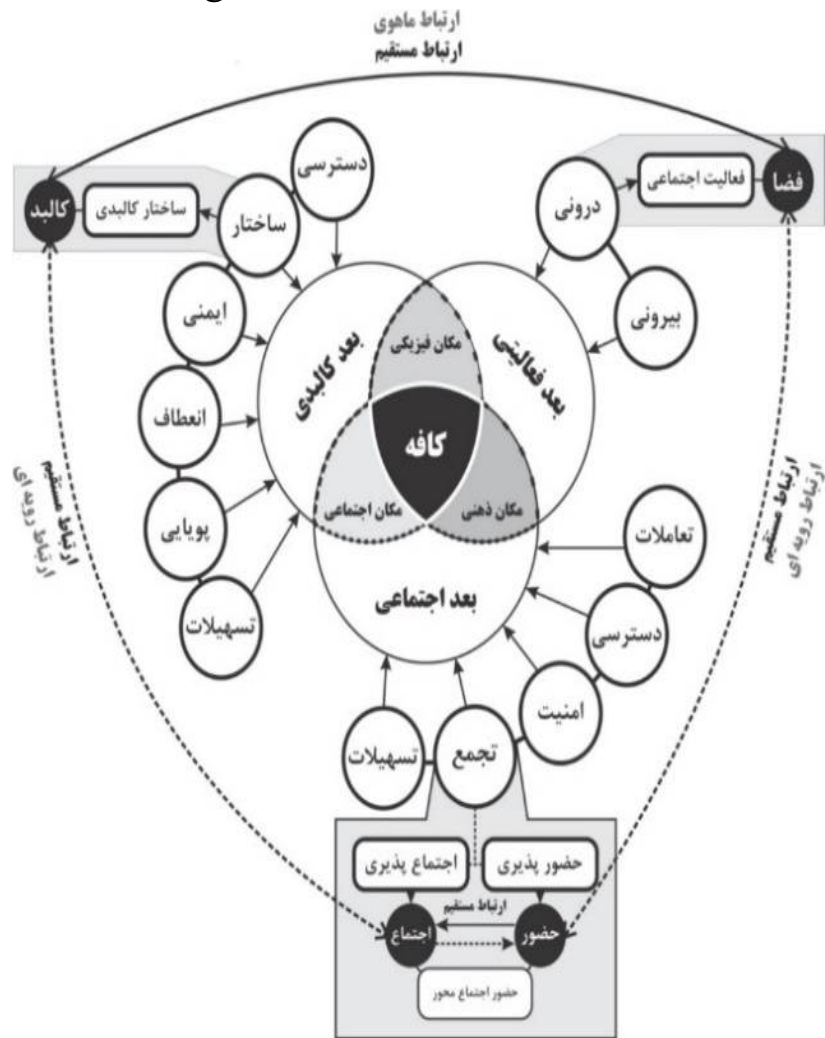 ارتباط ماهوی
ارتباط مستقیم
دسترسی
ساختار
ساختار کالبدی
کالبد
فضا
فعالیت اجتماعی
درونی
بیرونی
ایمنی
انعطاف
پویایی
تسهیلات
بعد کالبدی
مکان فیزیکی
بعد فعالیتی
کافه
مکان اجتماعی
مکان ذهنی
بعد اجتماعی
ارتباط مستقیم
ارتباط رویه ای
ارتباط مستقیم
ارتباط رویه ای
تعاملات
دسترسی
امنیت
تجمع
تسهیلات
حضور پذیری
اجتماع پذیری
ارتباط مستقیم
حضور
اجتماع
حضور اجتماع محور